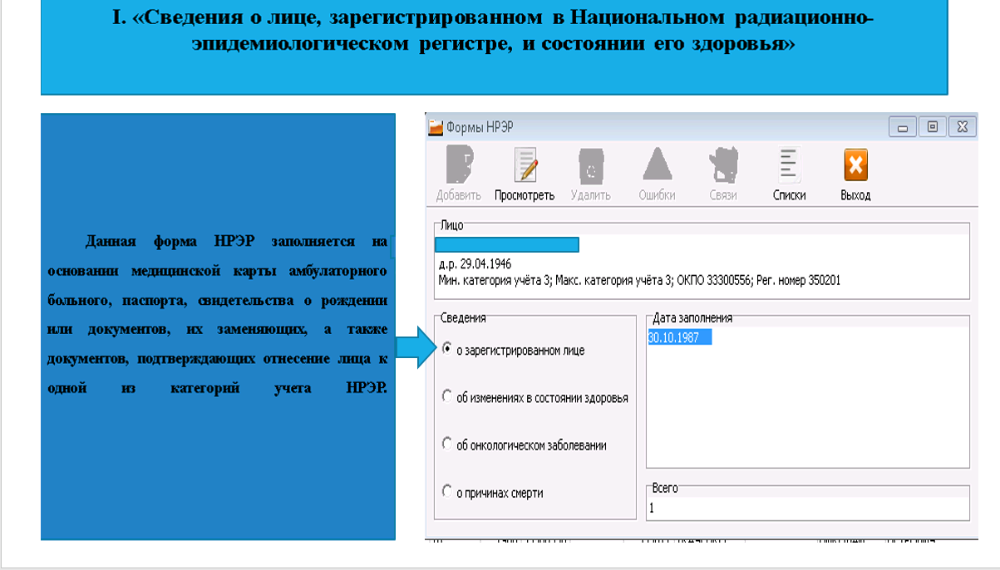 I. «Сведения о лице, зарегистрированном в Национальном радиационно-
эпидемиологическом регистре, и состоянии его здоровья»
Данная форма НРЭР заполняется на
основании медицинской карты амбулаторного
больного, паспорта, свидетельства о рождении
или документов, их заменяющих, а также
документов, подтверждающих отнесение лица к
одной из категорий учета НРЭР.
Формы НРЭР
Добавить Просмотреть Удалить Ошибки Связи Списки Выход
Лицо
д.р. 29.04.1946
Мин. категория учёта 3; Макс. категория учёта 3; ОКПО 33300556; Рег. номер 350201
Сведения
о зарегистрированном лице
об изменениях в состоянии здоровья
об онкологическом заболевании
о причинах смерти
Дата заполнения
30.10.1987
Всего
1